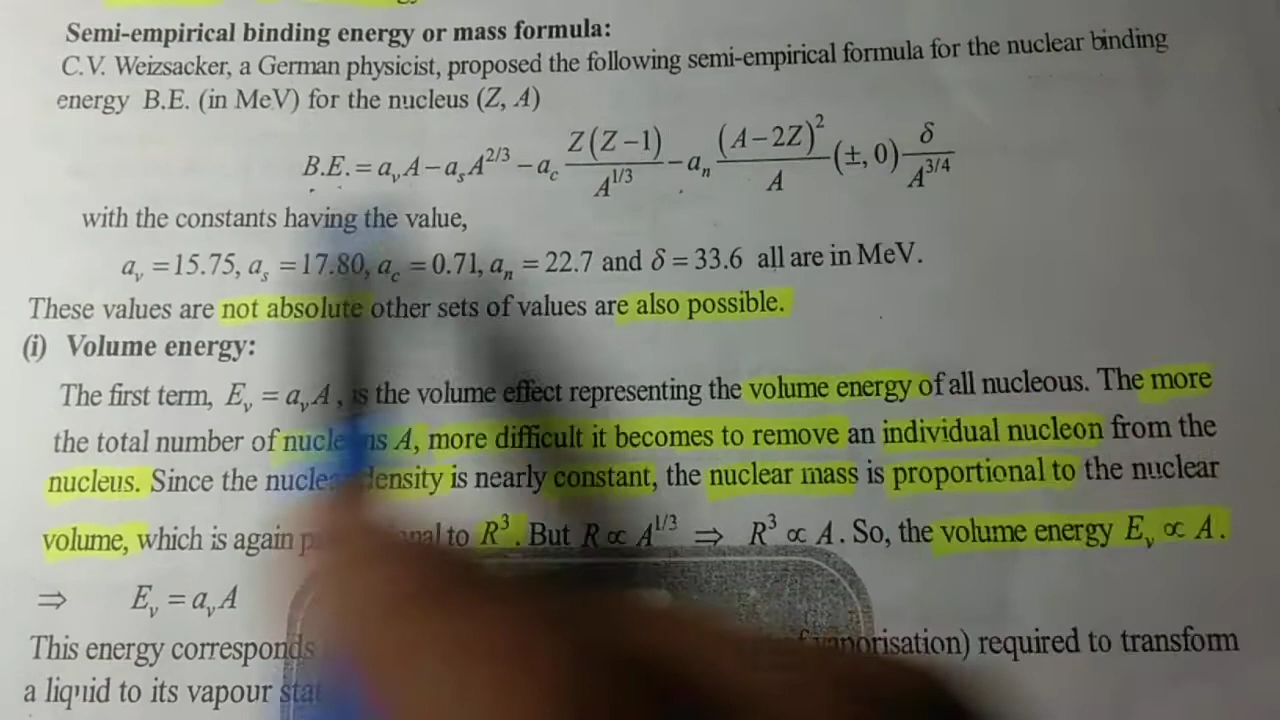 Semi-empirical binding energy or mass formula:
C.V. Weizsacker, a German physicist, proposed the following semi-empirical formula for the nuclear binding
energy B.E. (in MeV) for the nucleus (Z, A)
B.E. = a_v A − a_s A^{2/3} − a_c Z(Z−1)/A^{1/3} − a_n (A−2Z)^2/A (±, 0) δ/A^{3/4}
with the constants having the value,
a_v = 15.75, a_s = 17.80, a_c = 0.71, a_n = 22.7 and δ = 33.6 all are in MeV.
These values are not absolute other sets of values are also possible.
(i) Volume energy:
The first term, E_v = a_v A, is the volume effect representing the volume energy of all nucleous. The more
the total number of nucleons A, more difficult it becomes to remove an individual nucleon from the
nucleus. Since the nuclear density is nearly constant, the nuclear mass is proportional to the nuclear
volume, which is again to R^3. But R ∝ A^{1/3} ⇒ R^3 ∝ A. So, the volume energy E_v ∝ A.
⇒ E_v = a_v A
This energy corresponds vaporisation) required to transform
a liquid to its vapour